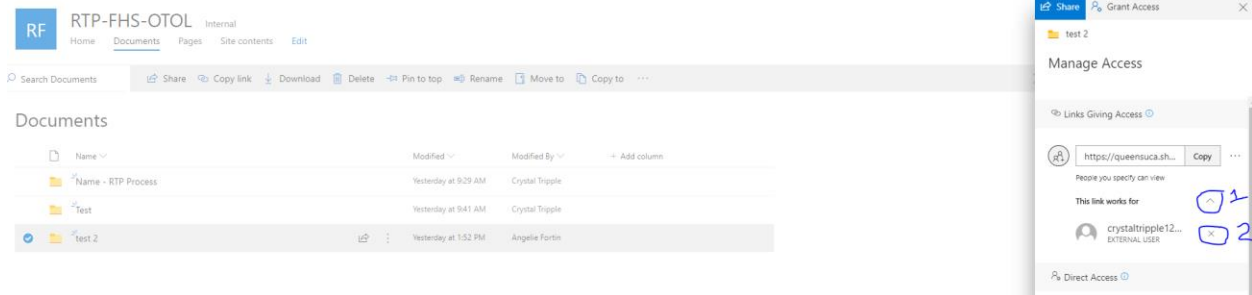 RF
RTP-FHS-OTOL Internal
Home Documents Pages Site contents Edit
Search Documents Share Copy link Download Delete Pin to top Rename Move to Copy to ...
Documents
Name Modified Modified By + Add column
Name - RTP Process Yesterday at 9:29 AM Crystal Tripple
Test Yesterday at 9:41 AM Crystal Tripple
test 2 Yesterday at 1:52 PM Angelie Fortin
Share Grant Access
test 2
Manage Access
Links Giving Access
https://queensuca.sh... Copy ...
People you specify can view
This link works for 1
crystaltripple12... 2
EXTERNAL USER
Direct Access